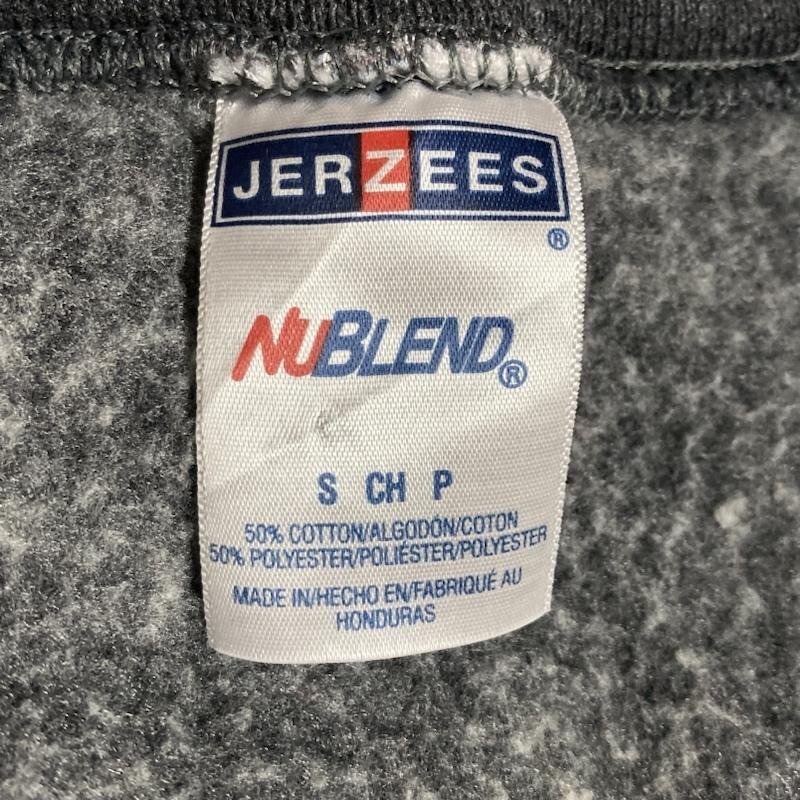 JERZEES
®
NUBLEND®
S CH P
50% COTTON/ALGODÓN/COTON
50% POLYESTER/POLIÉSTER/POLYESTER
MADE IN/HECHO EN/FABRIQUÉ AU
HONDURAS